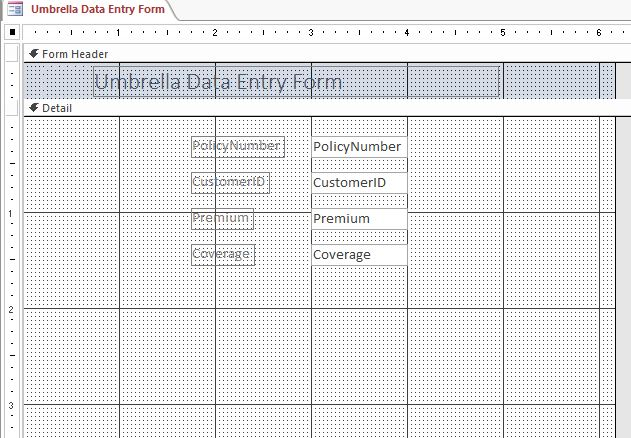 Umbrella Data Entry Form
1 2 3 4 5 6
Form Header
Umbrella Data Entry Form
Detail
PolicyNumber PolicyNumber
CustomerID CustomerID
1
Premium Premium
Coverage Coverage
2
3